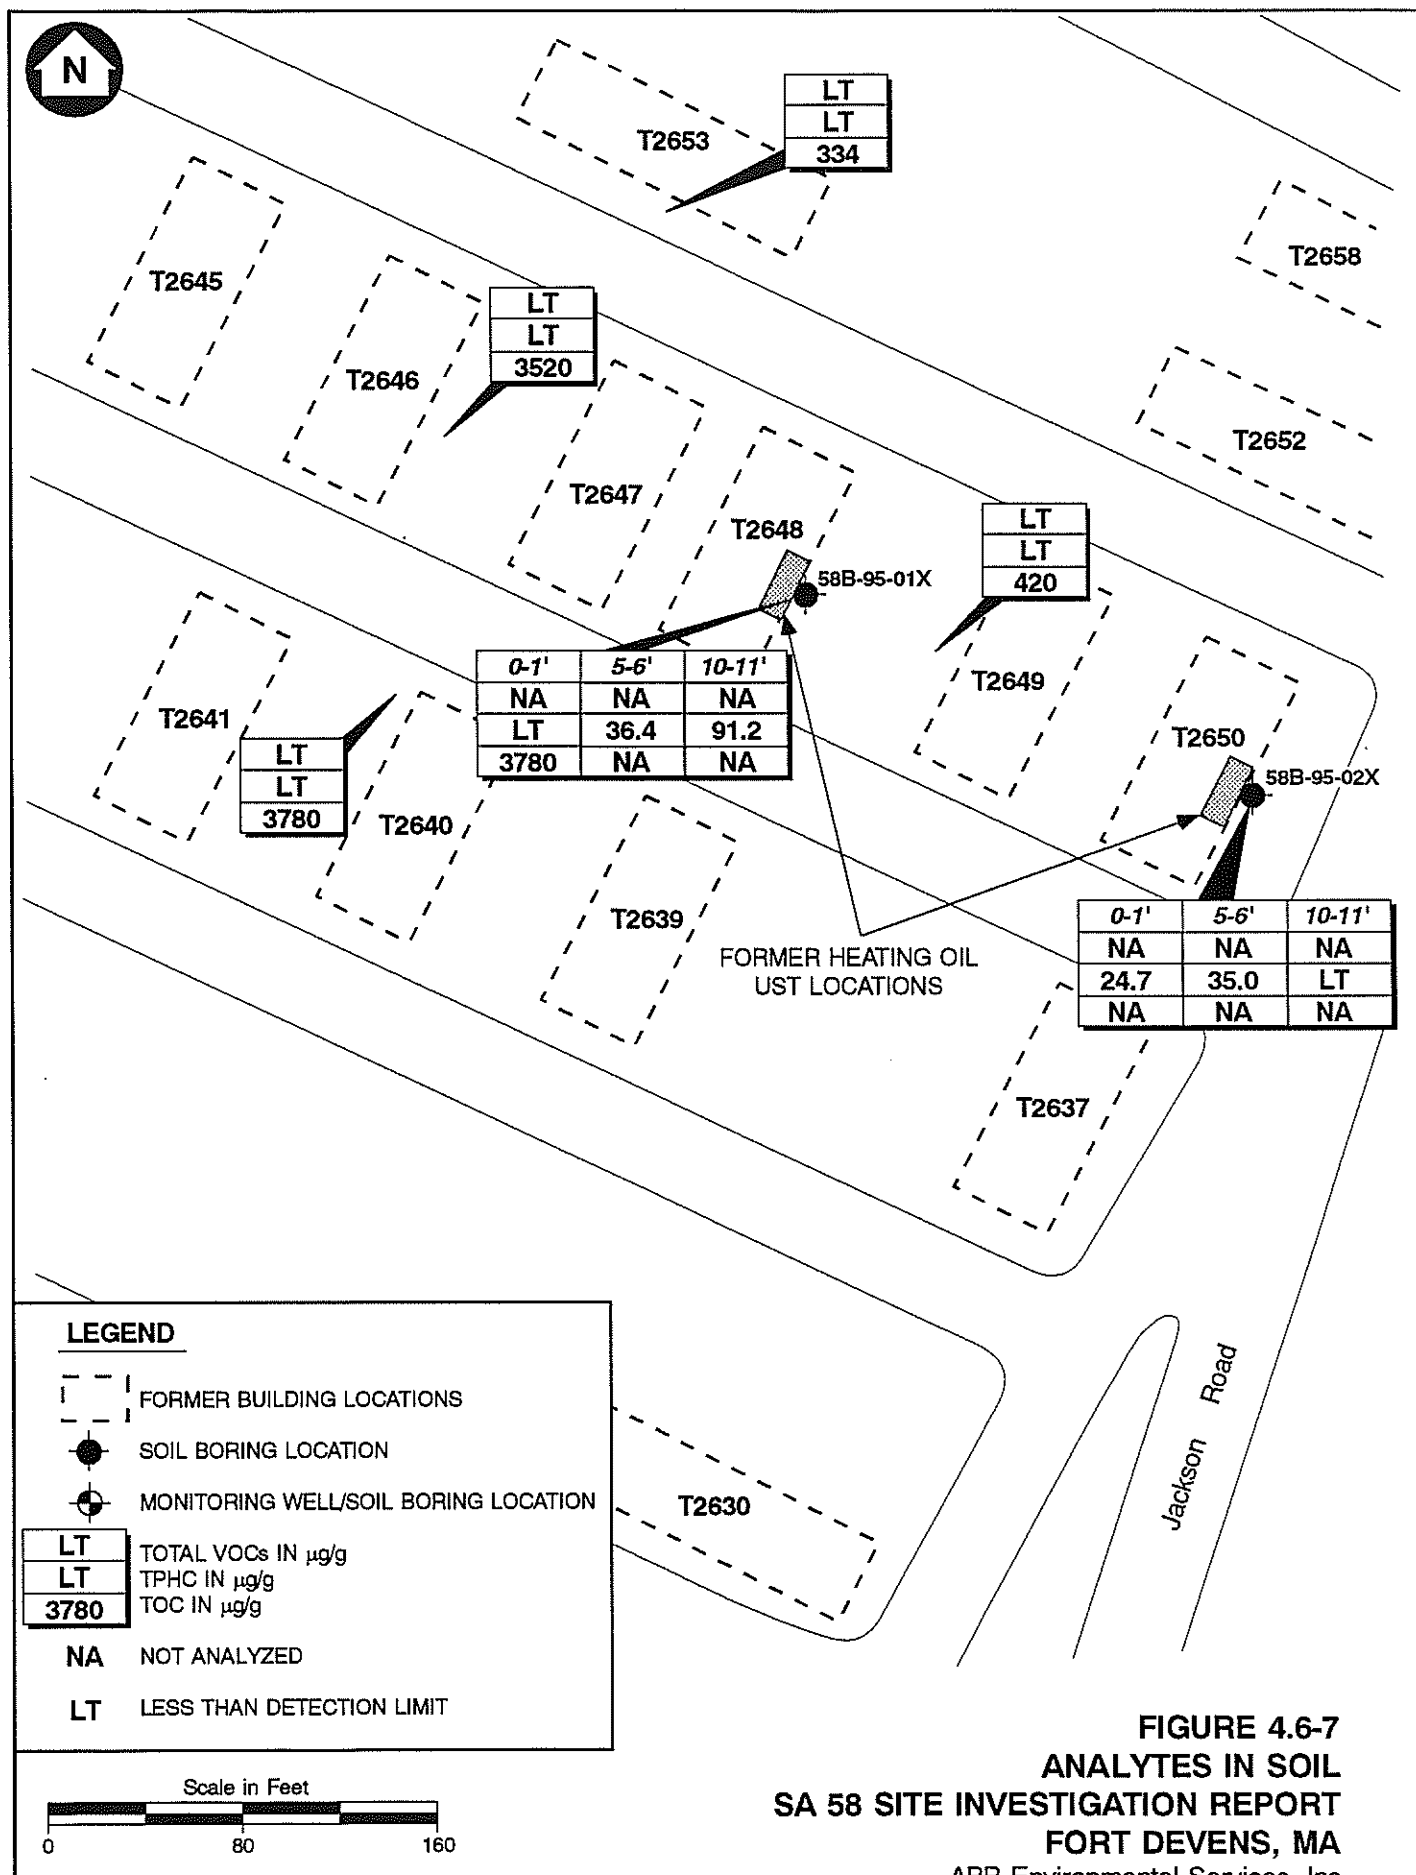 N
T2653
LT
LT
334
T2645
T2658
LT
LT
3520
T2646
T2652
T2647
T2648
LT
LT
420
58B-95-01X
0-1' 5-6' 10-11'
NA NA NA
LT 36.4 91.2
3780 NA NA
T2649
T2641
T2650
LT
LT
3780
58B-95-02X
T2640
T2639
0-1' 5-6' 10-11'
NA NA NA
24.7 35.0 LT
NA NA NA
FORMER HEATING OIL
UST LOCATIONS
T2637
Jackson Road
T2630
LEGEND
FORMER BUILDING LOCATIONS
SOIL BORING LOCATION
MONITORING WELL/SOIL BORING LOCATION
LT TOTAL VOCs IN µg/g
LT TPHC IN µg/g
3780 TOC IN µg/g
NA NOT ANALYZED
LT LESS THAN DETECTION LIMIT
Scale in Feet
0 80 160
FIGURE 4.6-7
ANALYTES IN SOIL
SA 58 SITE INVESTIGATION REPORT
FORT DEVENS, MA
ABB Environmental Services, Inc.